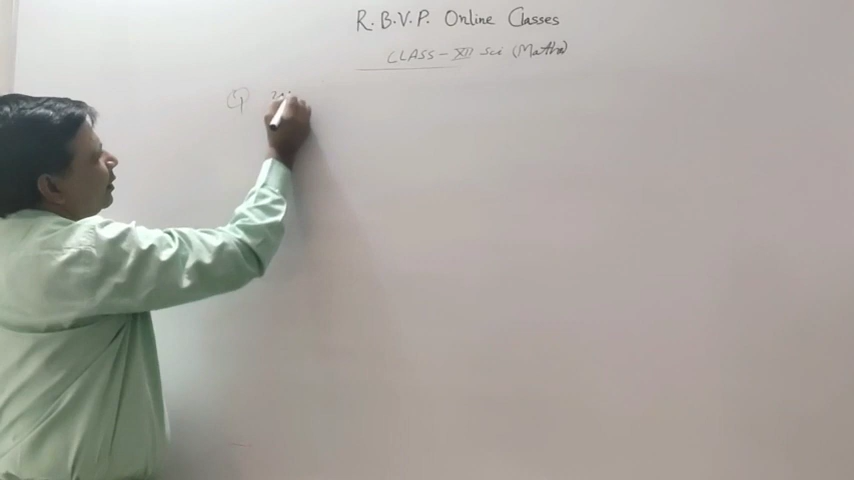 R.B.V.P. Online Classes
CLASS - XII Sci (Maths)
Q